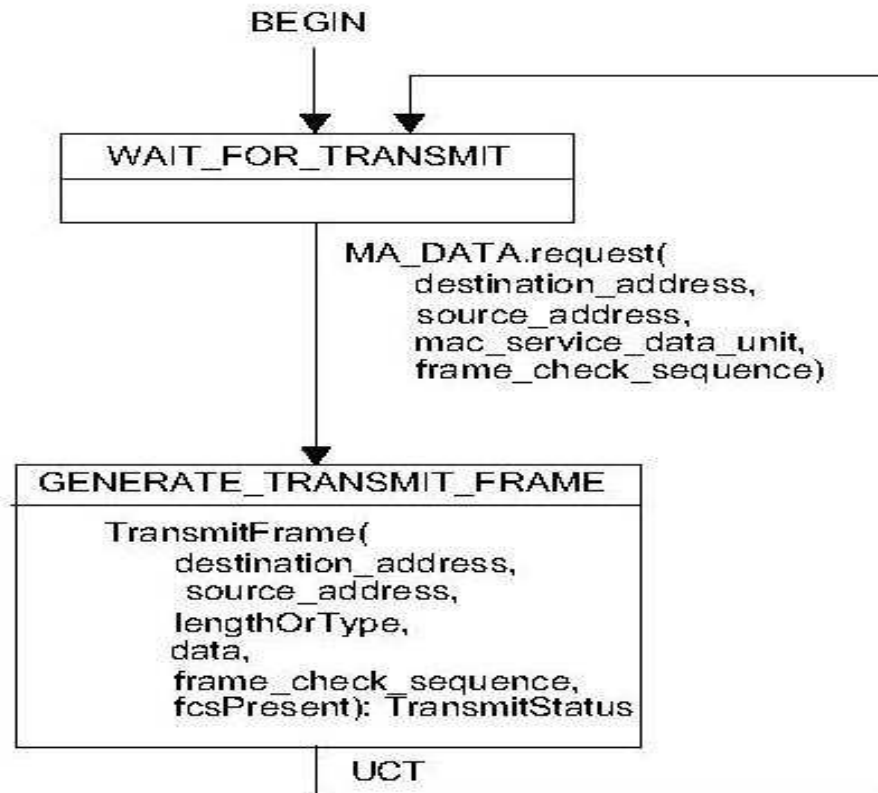 BEGIN
WAIT_FOR_TRANSMIT
MA_DATA.request(
destination_address,
source_address,
mac_service_data_unit,
frame_check_sequence)
GENERATE_TRANSMIT_FRAME
TransmitFrame(
destination_address,
source_address,
lengthOrType,
data,
frame_check_sequence,
fcsPresent): TransmitStatus
UCT